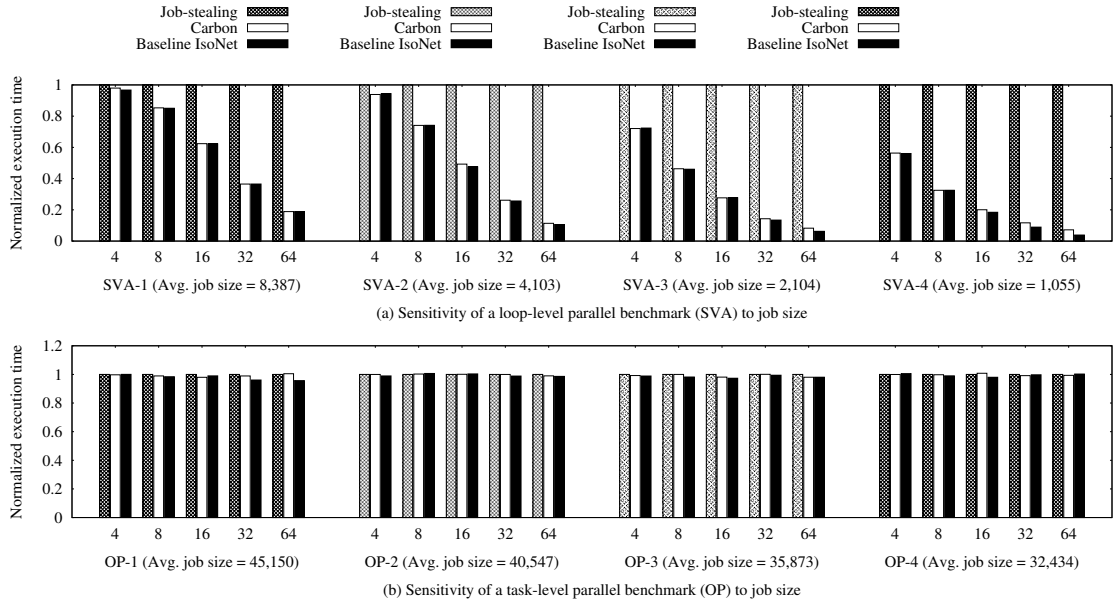 Job-stealing Job-stealing Job-stealing Job-stealing
Carbon Carbon Carbon Carbon
Baseline IsoNet Baseline IsoNet Baseline IsoNet Baseline IsoNet
Normalized execution time
1
0.8
0.6
0.4
0.2
0
4 8 16 32 64 4 8 16 32 64 4 8 16 32 64 4 8 16 32 64
SVA-1 (Avg. job size = 8,387) SVA-2 (Avg. job size = 4,103) SVA-3 (Avg. job size = 2,104) SVA-4 (Avg. job size = 1,055)
(a) Sensitivity of a loop-level parallel benchmark (SVA) to job size
Normalized execution time
1.2
1
0.8
0.6
0.4
0.2
0
4 8 16 32 64 4 8 16 32 64 4 8 16 32 64 4 8 16 32 64
OP-1 (Avg. job size = 45,150) OP-2 (Avg. job size = 40,547) OP-3 (Avg. job size = 35,873) OP-4 (Avg. job size = 32,434)
(b) Sensitivity of a task-level parallel benchmark (OP) to job size